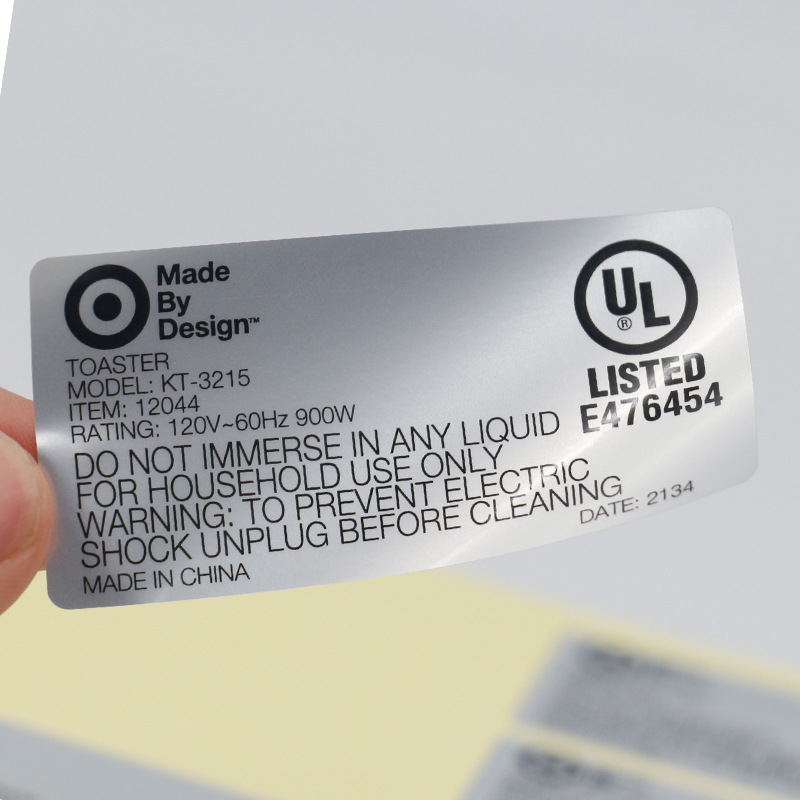 Made
By
Design™
TOASTER
MODEL: KT-3215
ITEM: 12044
RATING: 120V~60Hz 900W
DO NOT IMMERSE IN ANY LIQUID
FOR HOUSEHOLD USE ONLY
WARNING: TO PREVENT ELECTRIC
SHOCK UNPLUG BEFORE CLEANING
MADE IN CHINA
UL
®
LISTED
E476454
DATE: 2134